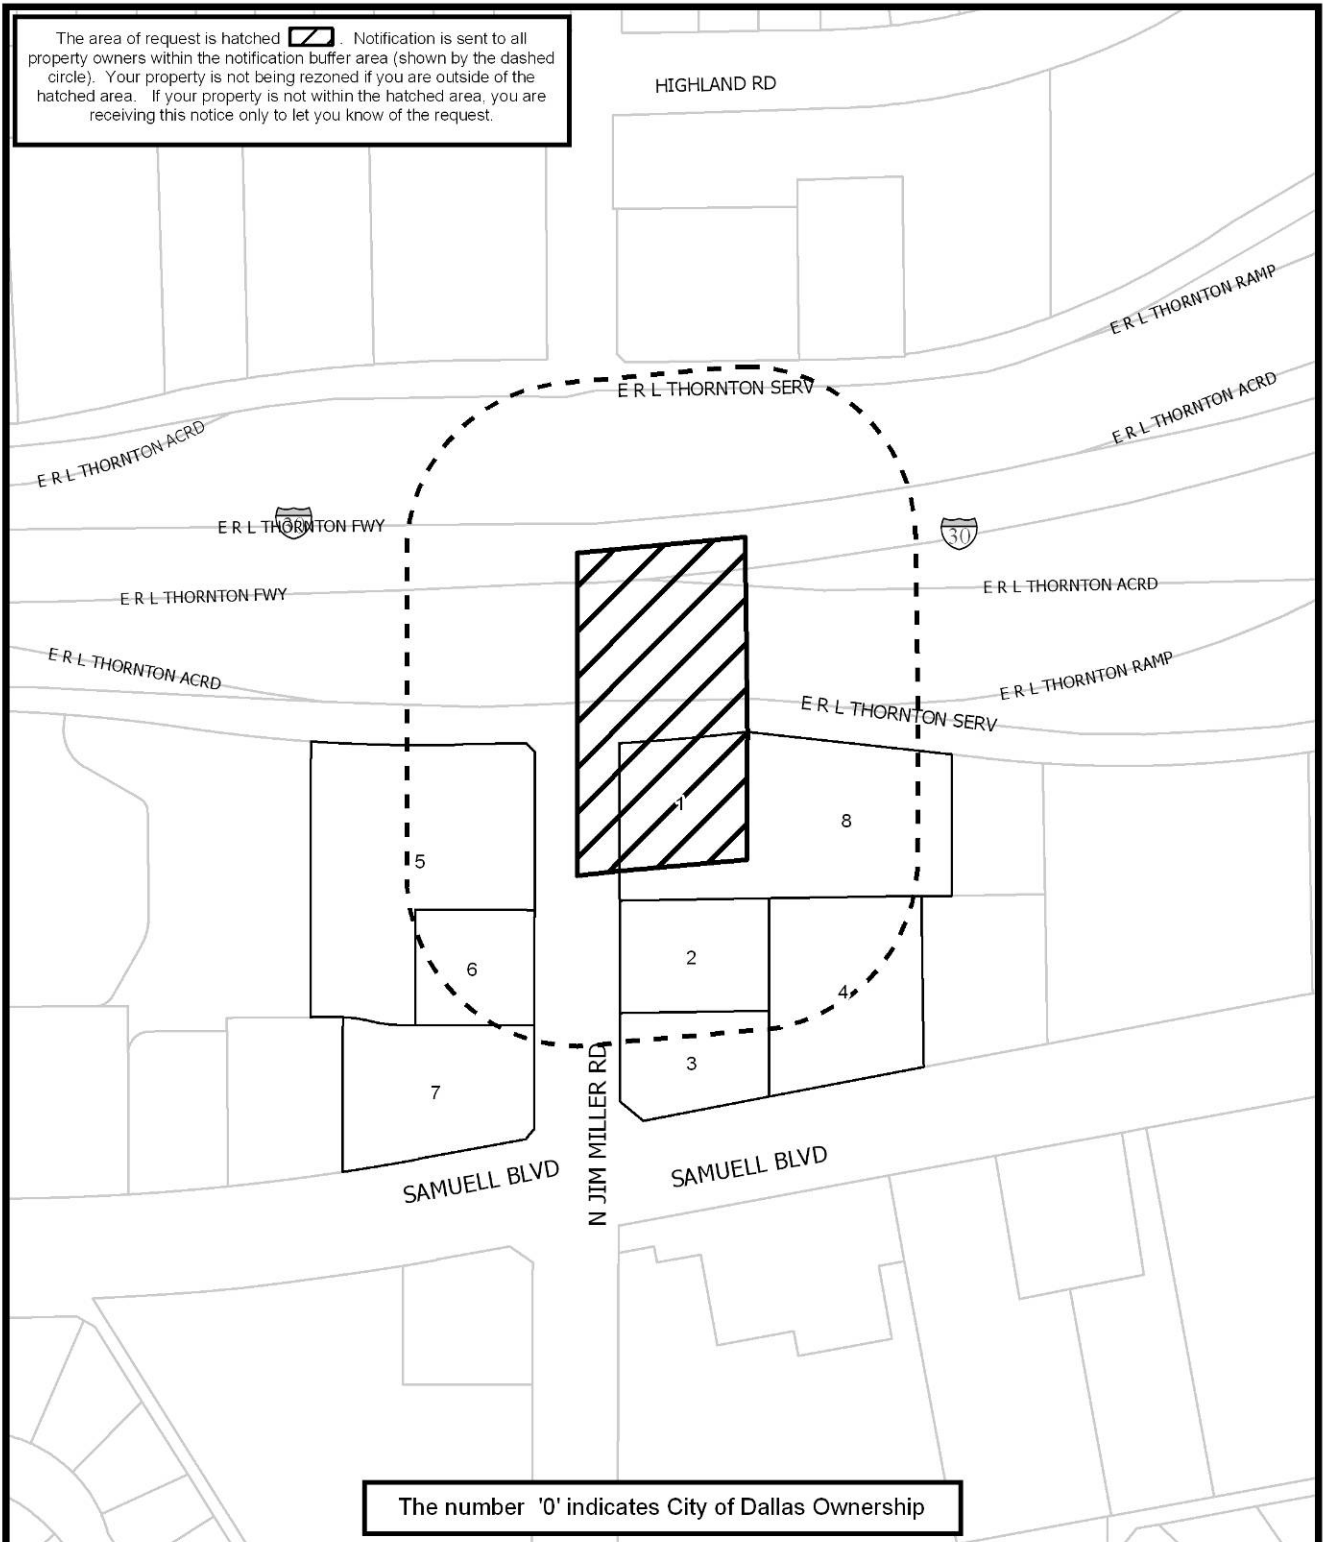 The area of request is hatched . Notification is sent to all
property owners within the notification buffer area (shown by the dashed
circle). Your property is not being rezoned if you are outside of the
hatched area. If your property is not within the hatched area, you are
receiving this notice only to let you know of the request.
HIGHLAND RD
E R L THORNTON RAMP
E R L THORNTON SERV
E R L THORNTON ACRD
E R L THORNTON ACRD
E R L THORNTON FWY
30
30
E R L THORNTON FWY
E R L THORNTON ACRD
E R L THORNTON ACRD
E R L THORNTON RAMP
E R L THORNTON SERV
1
8
5
2
6
4
3
7
N JIM MILLER RD
SAMUELL BLVD
SAMUELL BLVD
The number '0' indicates City of Dallas Ownership